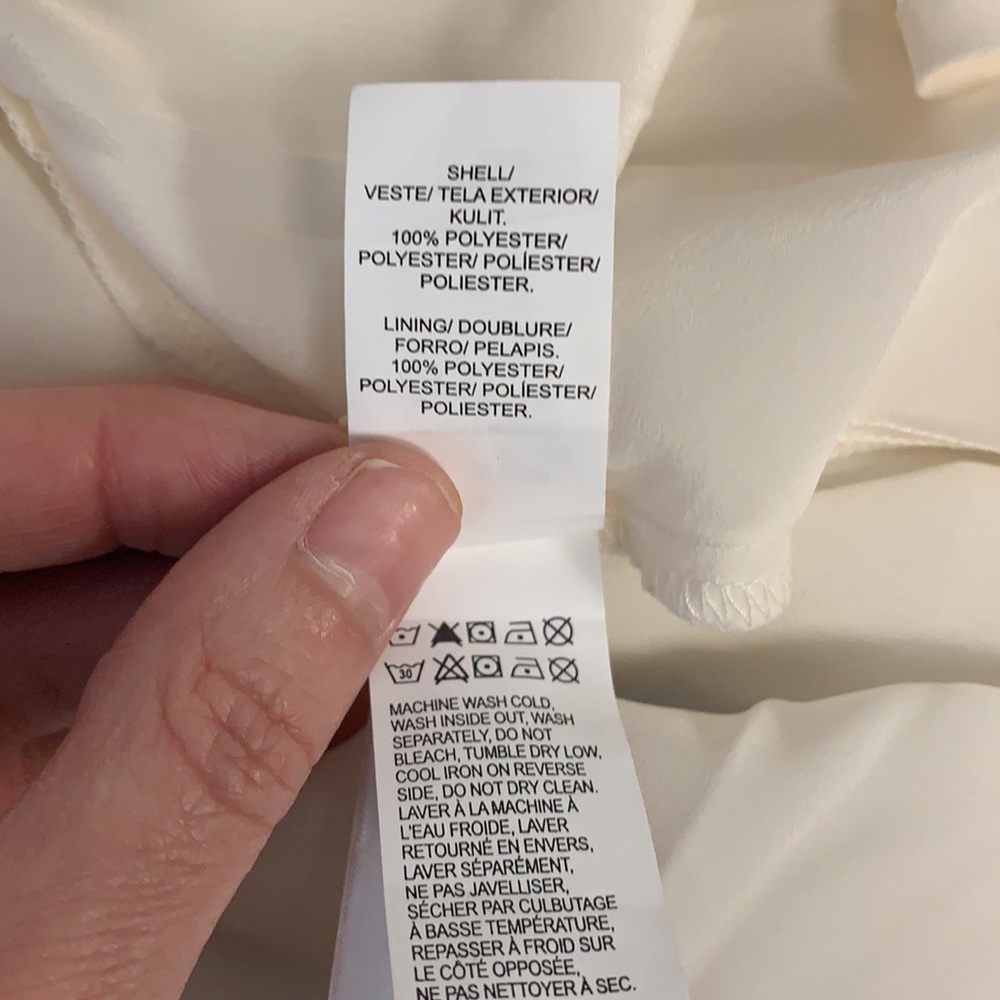 SHELL/
VESTE/ TELA EXTERIOR/
KULIT.
100% POLYESTER/
POLYESTER/ POLÍESTER/
POLIESTER.
LINING/ DOUBLURE/
FORRO/ PELAPIS.
100% POLYESTER/
POLYESTER/ POLÍESTER/
POLIESTER.
30
MACHINE WASH COLD,
WASH INSIDE OUT, WASH
SEPARATELY, DO NOT
BLEACH, TUMBLE DRY LOW,
COOL IRON ON REVERSE
SIDE, DO NOT DRY CLEAN.
LAVER À LA MACHINE À
L'EAU FROIDE, LAVER
RETOURNÉ EN ENVERS,
LAVER SÉPARÉMENT,
NE PAS JAVELLISER,
SÉCHER PAR CULBUTAGE
À BASSE TEMPÉRATURE,
REPASSER À FROID SUR
LE CÔTÉ OPPOSÉE,
NE PAS NETTOYER À SEC.